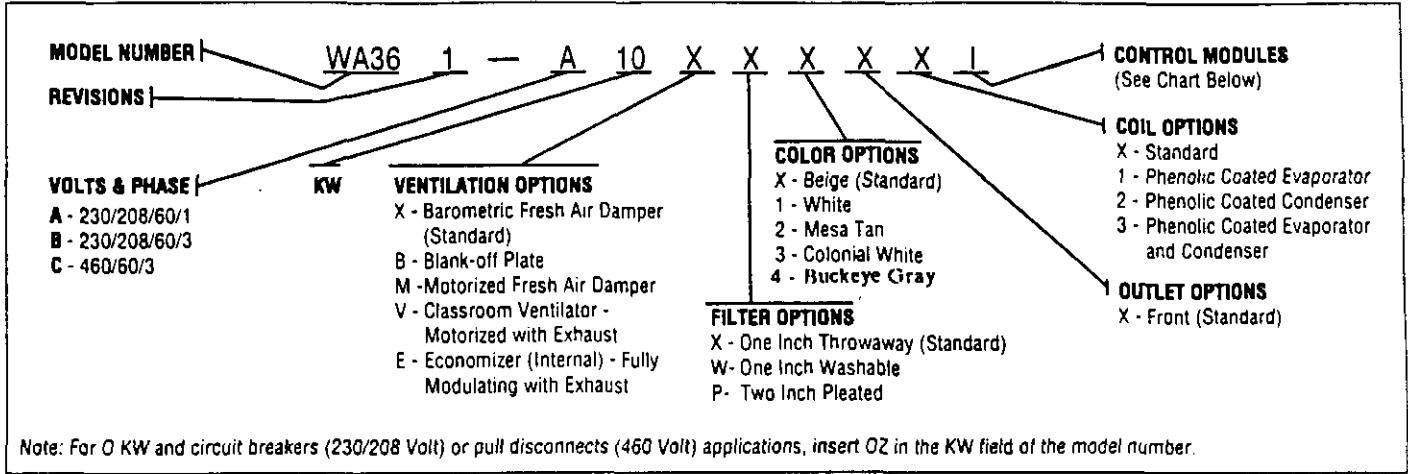 MODEL NUMBER
WA36 1 — A 10 X X X X X I
CONTROL MODULES
(See Chart Below)
REVISIONS
COIL OPTIONS
X - Standard
1 - Phenolic Coated Evaporator
2 - Phenolic Coated Condenser
3 - Phenolic Coated Evaporator
and Condenser
VOLTS & PHASE
A - 230/208/60/1
B - 230/208/60/3
C - 460/60/3
KW
VENTILATION OPTIONS
X - Barometric Fresh Air Damper
(Standard)
B - Blank-off Plate
M -Motorized Fresh Air Damper
V - Classroom Ventilator -
Motorized with Exhaust
E - Economizer (Internal) - Fully
Modulating with Exhaust
COLOR OPTIONS
X - Beige (Standard)
1 - White
2 - Mesa Tan
3 - Colonial White
4 - Buckeye Gray
FILTER OPTIONS
X - One Inch Throwaway (Standard)
W- One Inch Washable
P- Two Inch Pleated
OUTLET OPTIONS
X - Front (Standard)
Note: For O KW and circuit breakers (230/208 Volt) or pull disconnects (460 Volt) applications, insert OZ in the KW field of the model number.